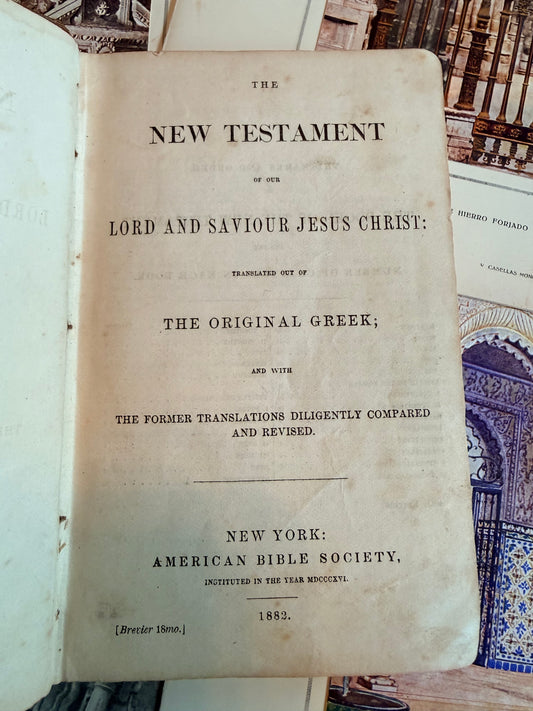 THE
NEW TESTAMENT
OF OUR
LORD AND SAVIOUR JESUS CHRIST:
TRANSLATED OUT OF
THE ORIGINAL GREEK;
AND WITH
THE FORMER TRANSLATIONS DILIGENTLY COMPARED
AND REVISED.
NEW YORK:
AMERICAN BIBLE SOCIETY,
INSTITUTED IN THE YEAR MDCCCXVI.
1882.
[Brevier 18mo.]
HIERRO FORJADO
Y CASELLAS